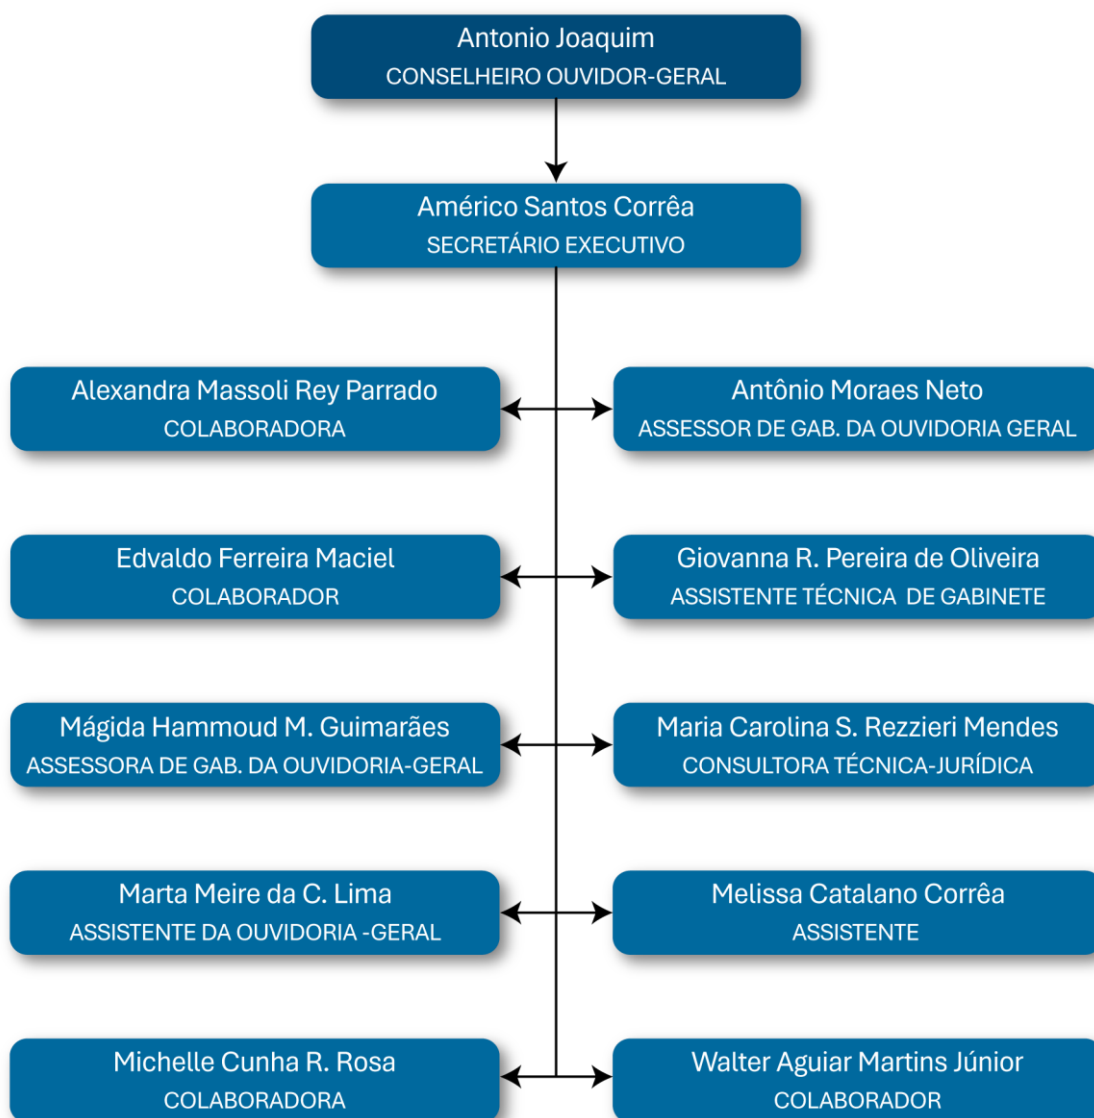 Antonio Joaquim
CONSELHEIRO OUVIDOR-GERAL
Américo Santos Corrêa
SECRETÁRIO EXECUTIVO
Alexandra Massoli Rey Parrado
COLABORADORA
Antônio Moraes Neto
ASSESSOR DE GAB. DA OUVIDORIA GERAL
Edvaldo Ferreira Maciel
COLABORADOR
Giovanna R. Pereira de Oliveira
ASSISTENTE TÉCNICA DE GABINETE
Mágida Hammoud M. Guimarães
ASSESSORA DE GAB. DA OUVIDORIA-GERAL
Maria Carolina S. Rezzieri Mendes
CONSULTORA TÉCNICA-JURÍDICA
Marta Meire da C. Lima
ASSISTENTE DA OUVIDORIA -GERAL
Melissa Catalano Corrêa
ASSISTENTE
Michelle Cunha R. Rosa
COLABORADORA
Walter Aguiar Martins Júnior
COLABORADOR